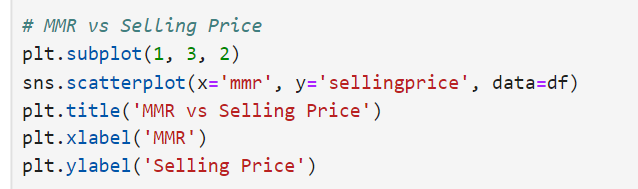 # MMR vs Selling Price
plt.subplot(1, 3, 2)
sns.scatterplot(x='mmr', y='sellingprice', data=df)
plt.title('MMR vs Selling Price')
plt.xlabel('MMR')
plt.ylabel('Selling Price')